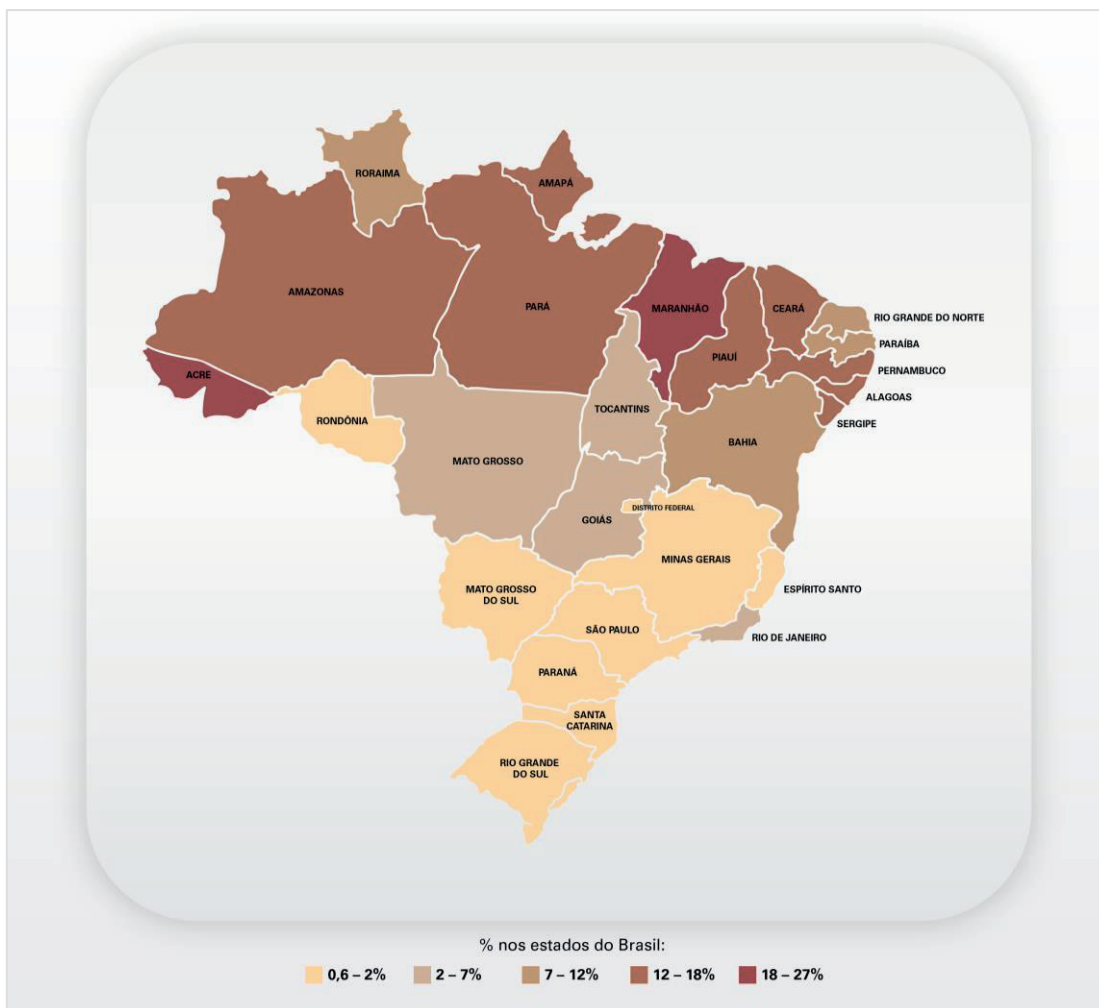 RORAIMA
AMAPÁ
AMAZONAS
PARÁ
MARANHÃO
CEARÁ
RIO GRANDE DO NORTE
PARAÍBA
PIAUÍ
PERNAMBUCO
ACRE
ALAGOAS
TOCANTINS
SERGIPE
RONDÔNIA
BAHIA
MATO GROSSO
DISTRITO FEDERAL
GOIÁS
MINAS GERAIS
ESPÍRITO SANTO
MATO GROSSO
DO SUL
SÃO PAULO
RIO DE JANEIRO
PARANÁ
SANTA
CATARINA
RIO GRANDE
DO SUL
% nos estados do Brasil:
0,6 – 2% 2 – 7% 7 – 12% 12 – 18% 18 – 27%